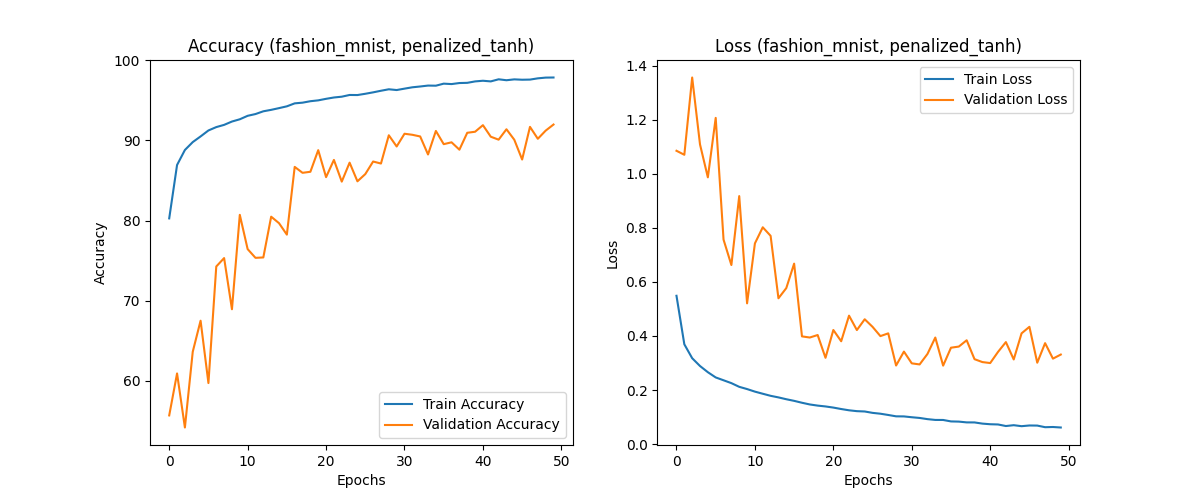 Accuracy (fashion_mnist, penalized_tanh)
100
90
80
70
60
Accuracy
0 10 20 30 40 50
Epochs
Train Accuracy
Validation Accuracy
Loss (fashion_mnist, penalized_tanh)
1.4
1.2
1.0
0.8
0.6
0.4
0.2
0.0
Loss
0 10 20 30 40 50
Epochs
Train Loss
Validation Loss